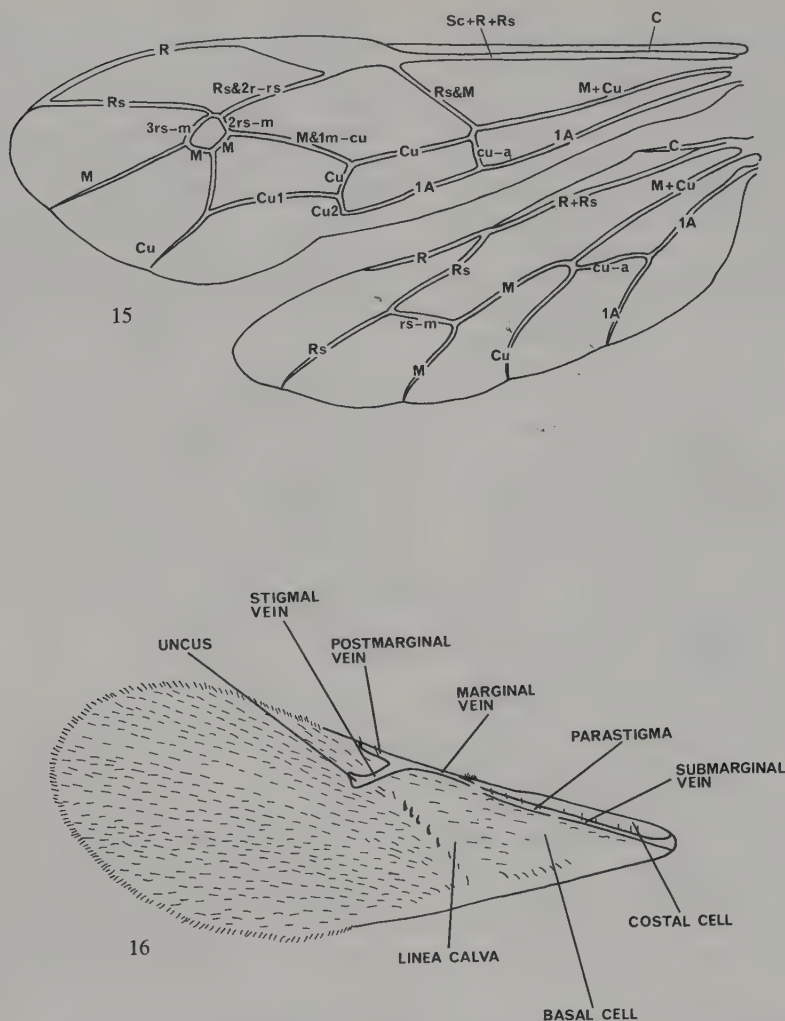 Sc+R+Rs
C
R
Rs&2r-rs
Rs
Rs&M
M+Cu
3rs-m
2rs-m
M
M
M&1m-cu
Cu
cu-a
1A
C
M
Cu
1A
M+Cu
Cu1
Cu2
R+Rs
1A
Cu
R
Rs
cu-a
15
M
rs-m
1A
Rs
Cu
M
STIGMAL
VEIN
UNCUS
POSTMARGINAL
VEIN
MARGINAL
VEIN
PARASTIGMA
SUBMARGINAL
VEIN
COSTAL CELL
16
LINEA CALVA
BASAL CELL